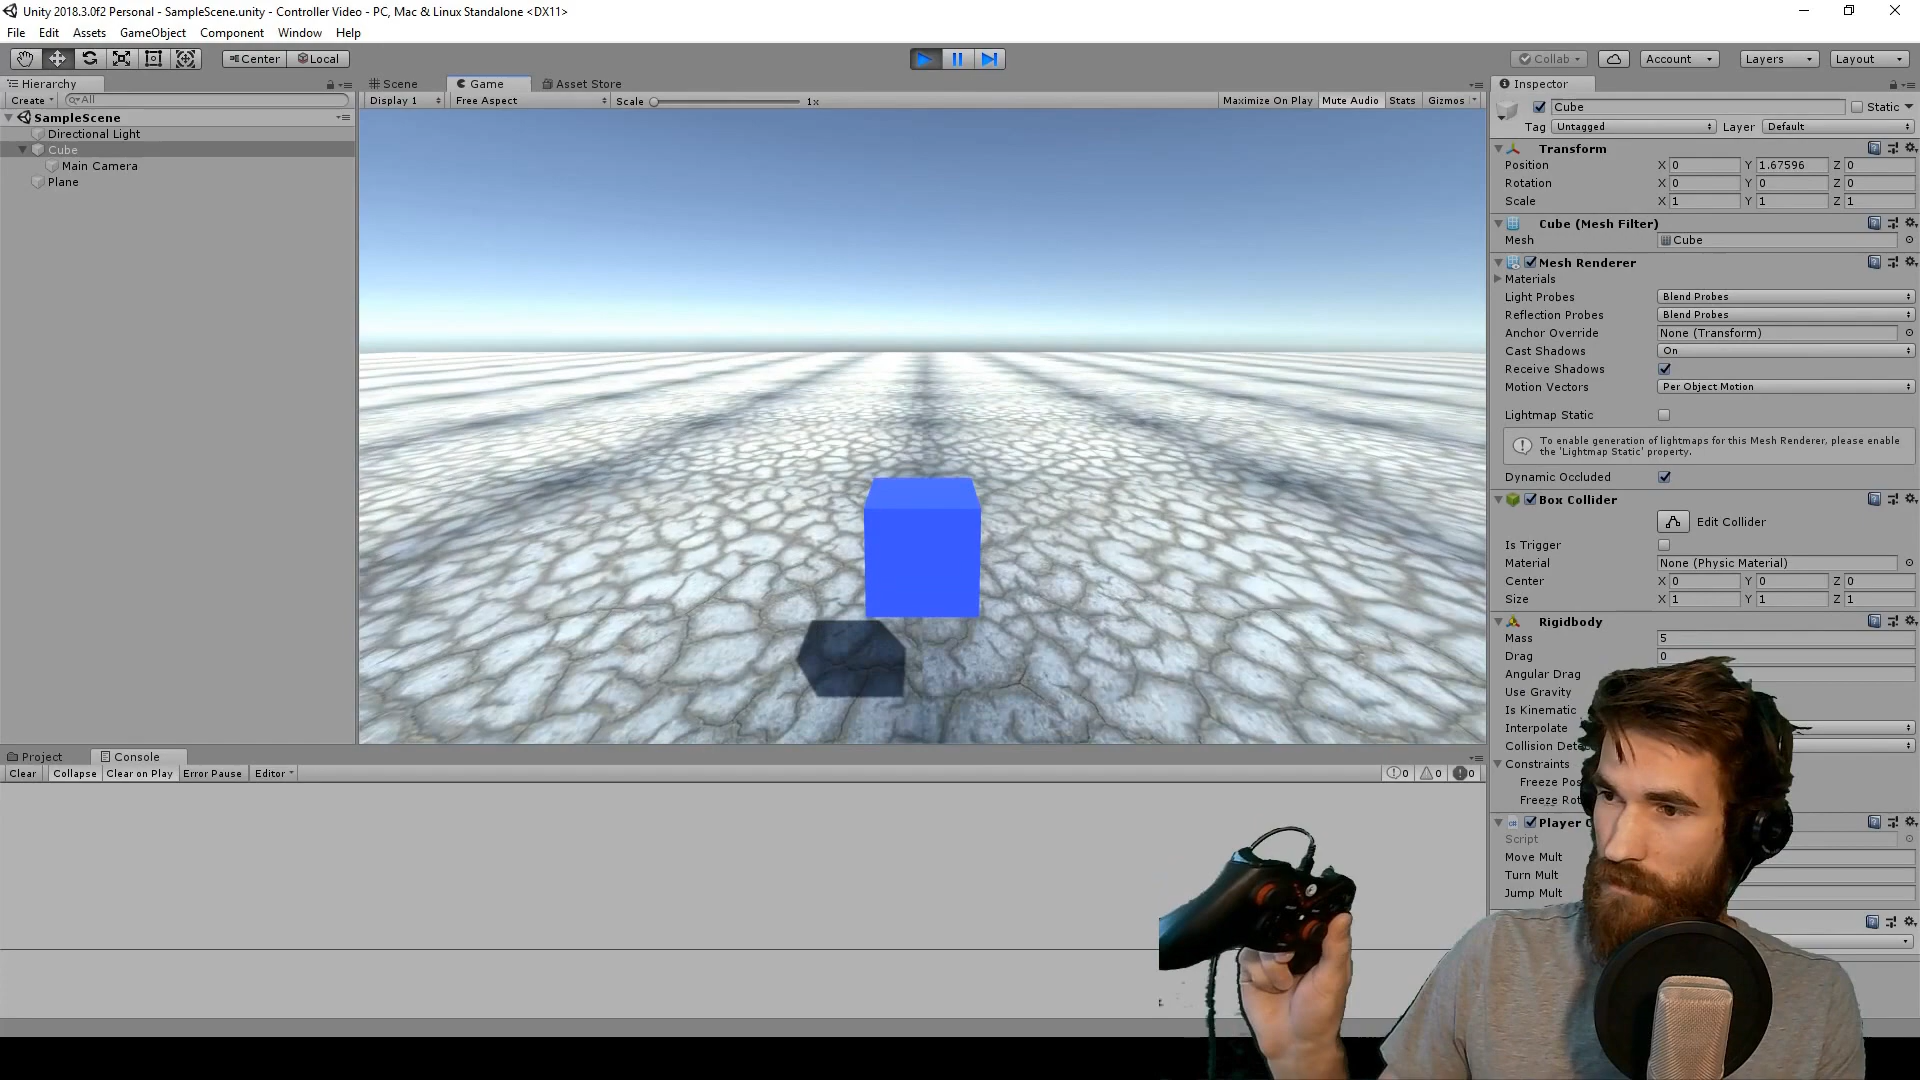 Unity 2018.3.0f2 Personal - SampleScene.unity - Controller Video - PC, Mac & Linux Standalone <DX11>
File Edit Assets GameObject Component Window Help
Center Local Collab Account Layers Layout
Hierarchy
Create All
SampleScene
Directional Light
Cube
Main Camera
Plane
Scene Game Asset Store
Display 1 Free Aspect Scale 1x Maximize On Play Mute Audio Stats Gizmos
Inspector
Cube Static
Tag Untagged Layer Default
Transform
Position X 0 Y 1.67596 Z 0
Rotation X 0 Y 0 Z 0
Scale X 1 Y 1 Z 1
Cube (Mesh Filter)
Mesh Cube
Mesh Renderer
Materials
Light Probes Blend Probes
Reflection Probes Blend Probes
Anchor Override None (Transform)
Cast Shadows On
Receive Shadows
Motion Vectors Per Object Motion
Lightmap Static
To enable generation of lightmaps for this Mesh Renderer, please enable
the 'Lightmap Static' property.
Dynamic Occluded
Box Collider
Edit Collider
Is Trigger
Material None (Physic Material)
Center X 0 Y 0 Z 0
Size X 1 Y 1 Z 1
Rigidbody
Mass 5
Drag 0
Angular Drag
Use Gravity
Is Kinematic
Interpolate
Collision Dete
Constraints
Freeze Pos
Freeze Rot
Player C
Script
Move Mult
Turn Mult
Jump Mult
Project Console
Clear Collapse Clear on Play Error Pause Editor 0 0 0